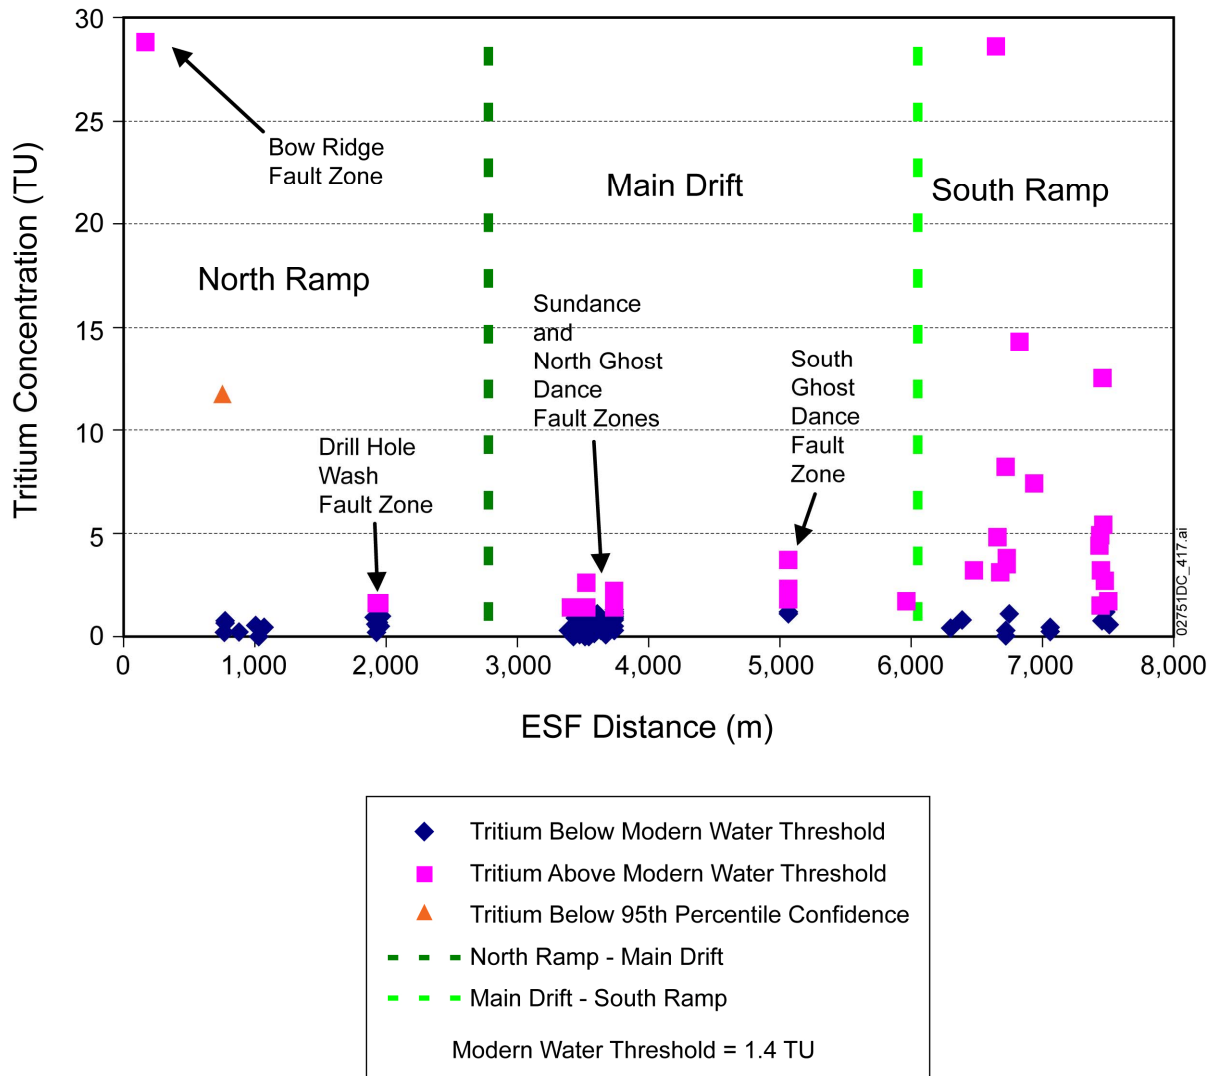 30
25
20
15
10
5
0
Tritium Concentration (TU)
Bow Ridge
Fault Zone
Main Drift
South Ramp
North Ramp
Sundance
and
North Ghost
Dance
Fault Zones
South
Ghost
Dance
Fault
Zone
Drill Hole
Wash
Fault Zone
02751DC_417.ai
0
1,000
2,000
3,000
4,000
5,000
6,000
7,000
8,000
ESF Distance (m)
Tritium Below Modern Water Threshold
Tritium Above Modern Water Threshold
Tritium Below 95th Percentile Confidence
North Ramp - Main Drift
Main Drift - South Ramp
Modern Water Threshold = 1.4 TU